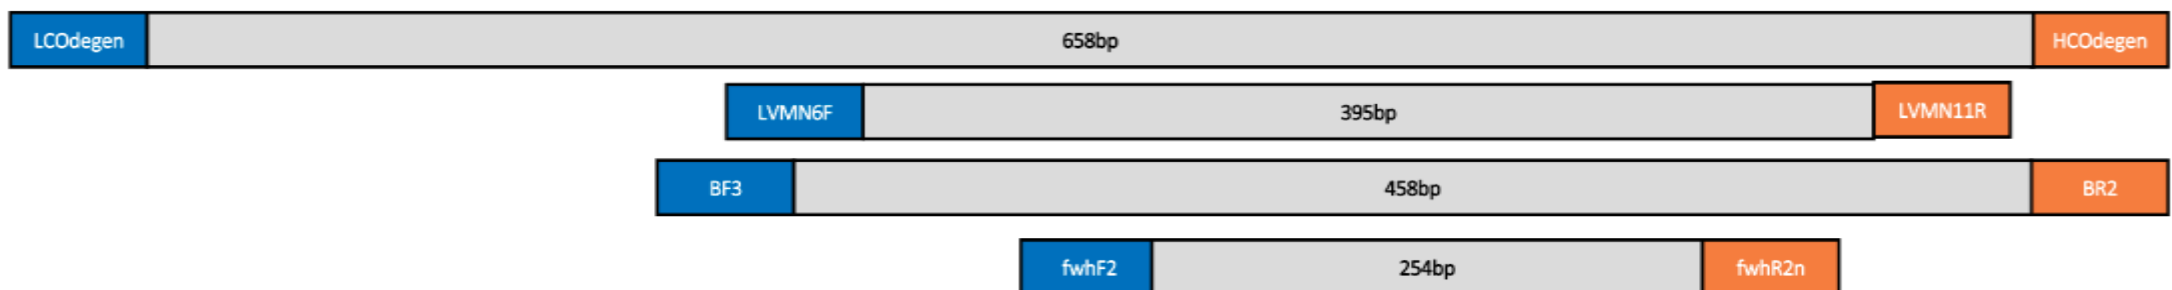 LCOdegen 658bp HCOdegen
LVMN6F 395bp LVMN11R
BF3 458bp BR2
fwhF2 254bp fwhR2n